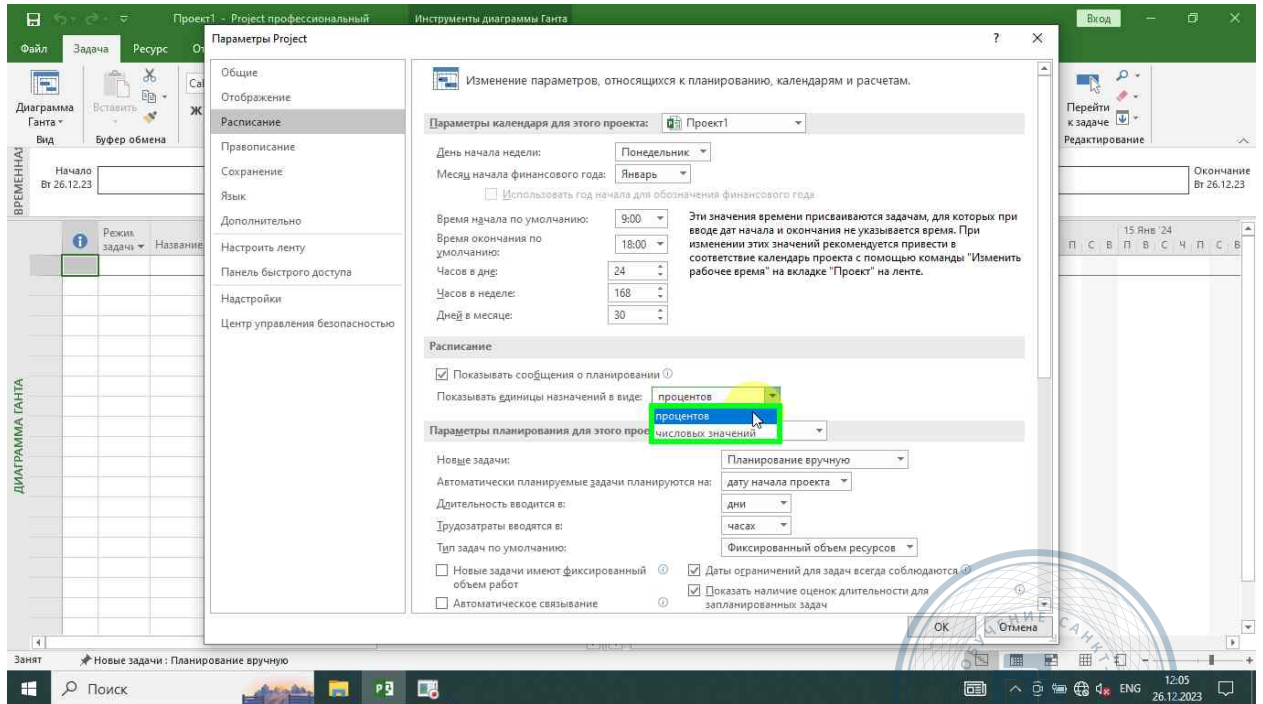 Проект1 - Project профессиональный
Инструменты диаграммы Ганта
Вход
Файл
Задача
Ресурс
Параметры Project
?
Диаграмма
Ганта
Вид
Вставить
Буфер обмена
Ж
Перейти
к задаче
Редактирование
Начало
Вт 26.12.23
Окончание
Вт 26.12.23
Режим
задачи
Название
15 Янв '24
П С В П В С Ч П С В
ДИАГРАММА ГАНТА
Общие
Отображение
Расписание
Правописание
Сохранение
Язык
Дополнительно
Настроить ленту
Панель быстрого доступа
Надстройки
Центр управления безопасностью
Изменение параметров, относящихся к планированию, календарям и расчетам.
Параметры календаря для этого проекта: Проект1
День начала недели: Понедельник
Месяц начала финансового года: Январь
Использовать год начала для обозначения финансового года
Время начала по умолчанию: 9:00
Время окончания по
умолчанию: 18:00
Часов в дне: 24
Часов в неделе: 168
Дней в месяце: 30
Эти значения времени присваиваются задачам, для которых при
вводе дат начала и окончания не указывается время. При
изменении этих значений рекомендуется привести в
соответствие календарь проекта с помощью команды "Изменить
рабочее время" на вкладке "Проект" на ленте.
Расписание
Показывать сообщения о планировании
Показывать единицы назначений в виде: процентов
процентов
числовых значений
Параметры планирования для этого прое
Новые задачи: Планирование вручную
Автоматически планируемые задачи планируются на: дату начала проекта
Длительность вводится в: дни
Трудозатраты вводятся в: часах
Тип задач по умолчанию: Фиксированный объем ресурсов
Новые задачи имеют фиксированный
объем работ
Автоматическое связывание
Даты ограничений для задач всегда соблюдаются
Показать наличие оценок длительности для
запланированных задач
ОК
Отмена
Занят
Новые задачи : Планирование вручную
Поиск
ENG
12:05
26.12.2023